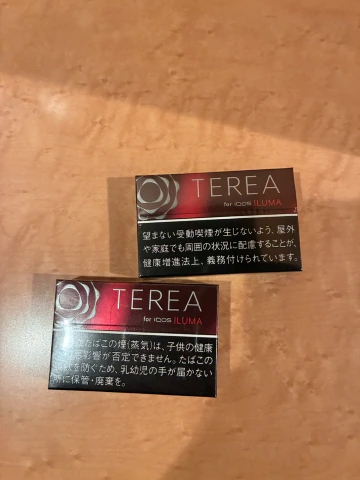 TEREA
for IQOS ILUMA
望まない受動喫煙が生じないよう、屋外
や家庭でも周囲の状況に配慮することが、
健康増進法上、義務付けられています。
TEREA
for IQOS ILUMA
たばこの煙(蒸気)は、子供の健康
影響が否定できません。たばこの
を防ぐため、乳幼児の手が届かない
に保管・廃棄を。